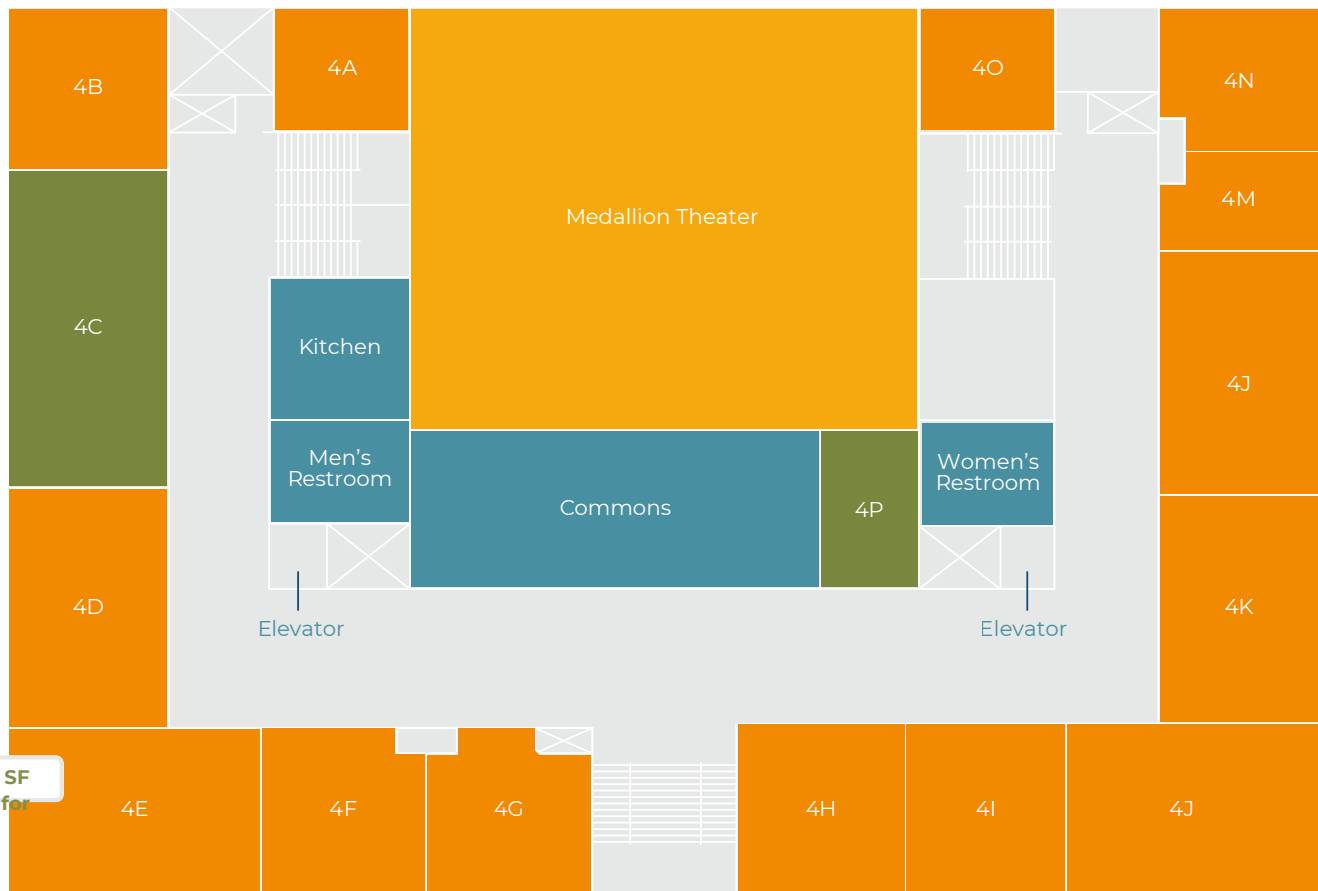 4A
4O
4B
4N
4M
Medallion Theater
4C
Kitchen
4J
Men’s
Restroom
Women’s
Restroom
Commons
4P
4D
4K
Elevator
Elevator
SF
for
4E
4F
4G
4H
4I
4J